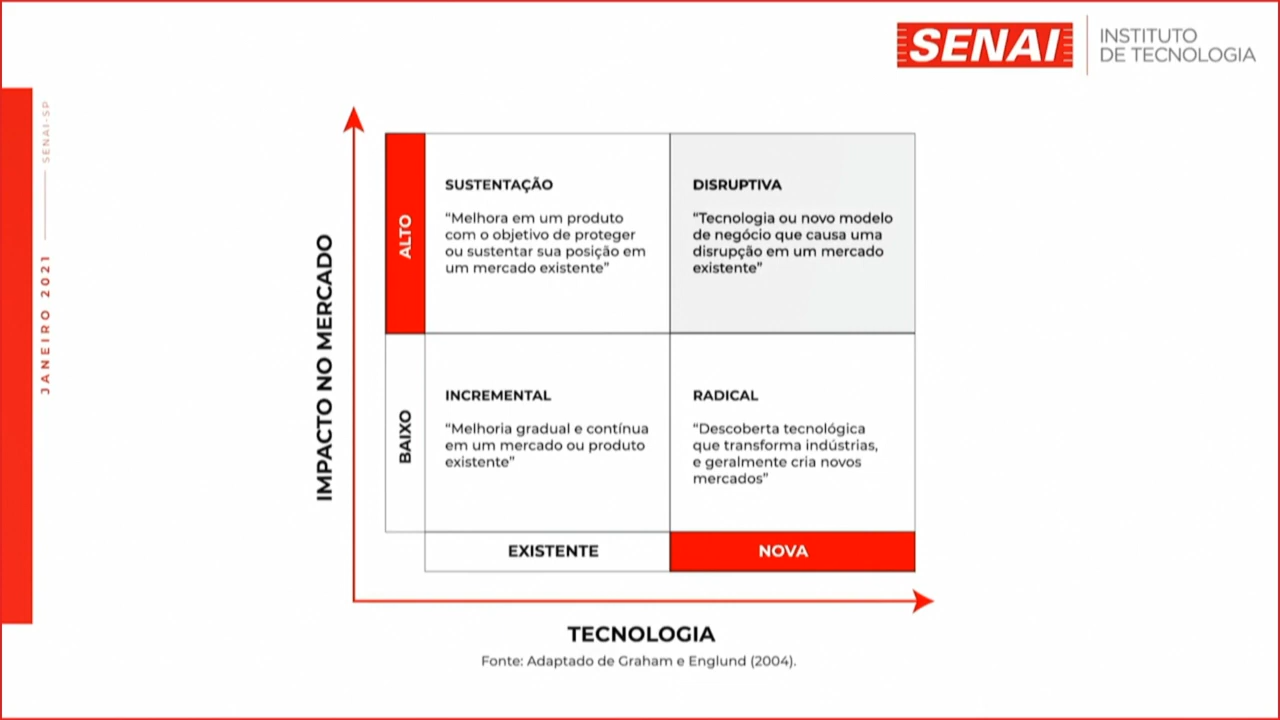 SENAI
INSTITUTO
DE TECNOLOGIA
JANEIRO 2021
SENAI-SP
IMPACTO NO MERCADO
ALTO
SUSTENTAÇÃO
“Melhora em um produto
com o objetivo de proteger
ou sustentar sua posição em
um mercado existente”
DISRUPTIVA
“Tecnologia ou novo modelo
de negócio que causa uma
disrupção em um mercado
existente”
BAIXO
INCREMENTAL
“Melhoria gradual e contínua
em um mercado ou produto
existente”
RADICAL
“Descoberta tecnológica
que transforma indústrias,
e geralmente cria novos
mercados”
EXISTENTE
NOVA
TECNOLOGIA
Fonte: Adaptado de Graham e Englund (2004).